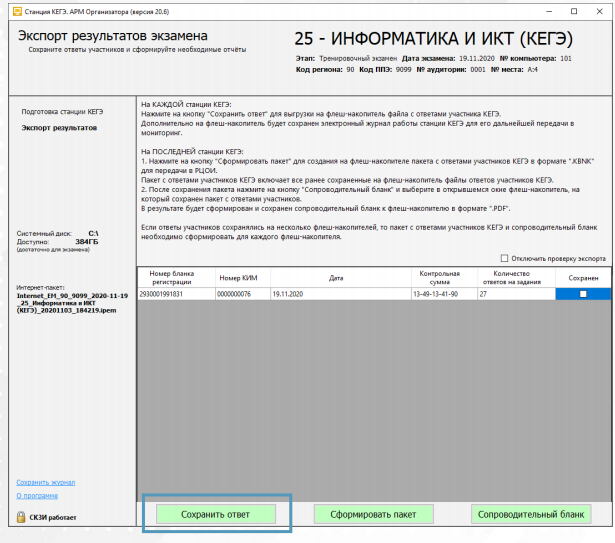 Станция КЕГЭ. АРМ Организатора (версия 20.6)
Экспорт результатов экзамена
Сохраните ответы участников и сформируйте необходимые отчёты
25 - ИНФОРМАТИКА И ИКТ (КЕГЭ)
Этап: Тренировочный экзамен Дата экзамена: 19.11.2020 № компьютера: 101
Код региона: 90 Код ППЭ: 9099 № аудитории: 0001 № места: А:4
Подготовка станции КЕГЭ
Экспорт результатов
Системный диск: C:\
Доступно: 384ГБ
(достаточно для экзамена)
Интернет-пакет:
Internet_EM_90_9099_2020-11-19
_25_Информатика и ИКТ
(КЕГЭ)_20201103_184219.ipem
Сохранить журнал
О программе
СКЗИ работает
На КАЖДОЙ станции КЕГЭ:
Нажмите на кнопку "Сохранить ответ" для выгрузки на флеш-накопитель файла с ответами участника КЕГЭ.
Дополнительно на флеш-накопитель будет сохранен электронный журнал работы станции КЕГЭ для его дальнейшей передачи в
мониторинг.
На ПОСЛЕДНЕЙ станции КЕГЭ:
1. Нажмите на кнопку "Сформировать пакет" для создания на флеш-накопителе пакета с ответами участников КЕГЭ в формате ".KBNK"
для передачи в РЦОИ.
Пакет с ответами участников КЕГЭ включает все ранее сохраненные на флеш-накопитель файлы ответов участников КЕГЭ.
2. После сохранения пакета нажмите на кнопку "Сопроводительный бланк" и выберите в открывшемся окне флеш-накопитель, на
который сохранен пакет с ответами участников.
В результате будет сформирован и сохранен сопроводительный бланк к флеш-накопителю в формате ".PDF".
Если ответы участников сохранялись на несколько флеш-накопителей, то пакет с ответами участников КЕГЭ и сопроводительный бланк
необходимо сформировать для каждого флеш-накопителя.
Отключить проверку экспорта
Номер бланка регистрации Номер КИМ Дата Контрольная сумма Количество ответов на задания Сохранен
2930001991831 0000000076 19.11.2020 13-49-13-41-90 27
Сохранить ответ Сформировать пакет Сопроводительный бланк